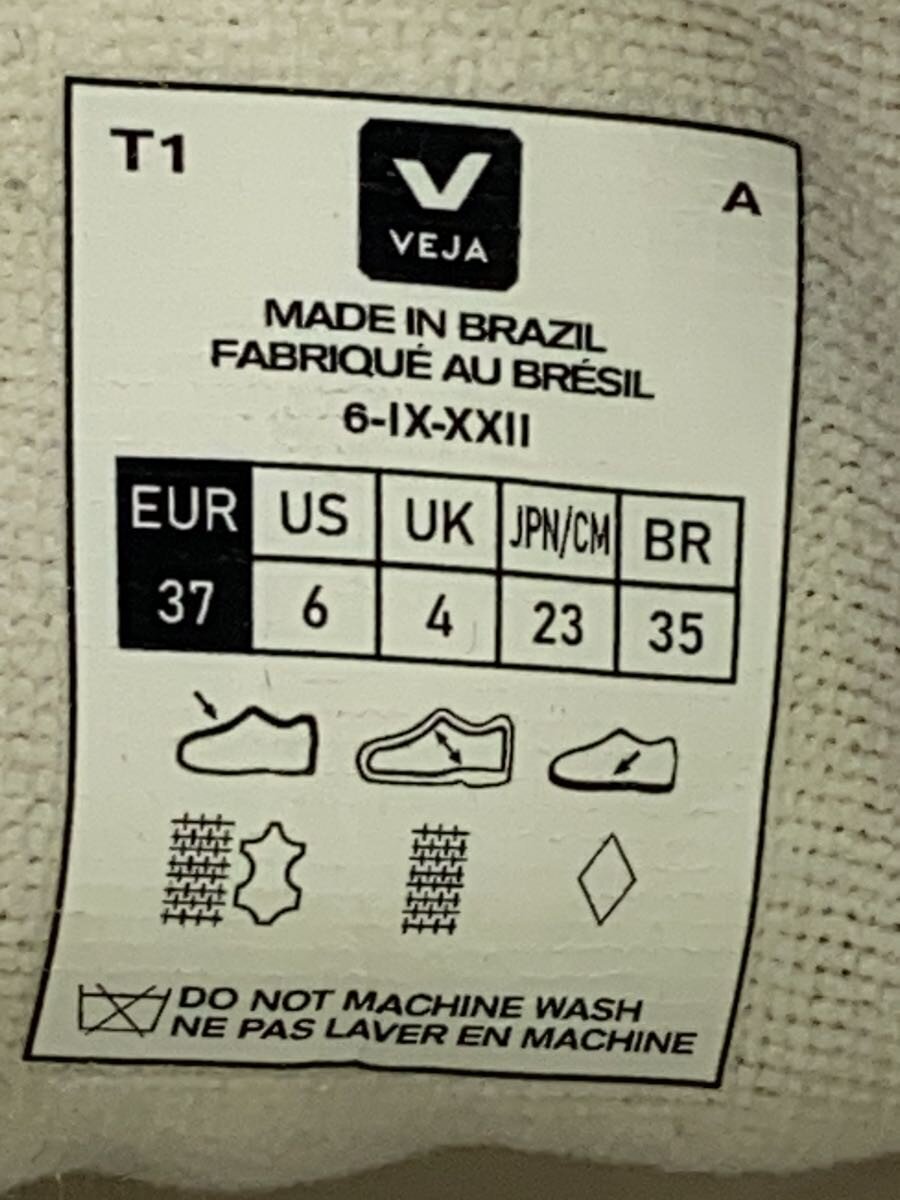 T1
A
V
VEJA
MADE IN BRAZIL
FABRIQUÉ AU BRÉSIL
6-IX-XXII
EUR US UK JPN/CM BR
37 6 4 23 35
DO NOT MACHINE WASH
NE PAS LAVER EN MACHINE